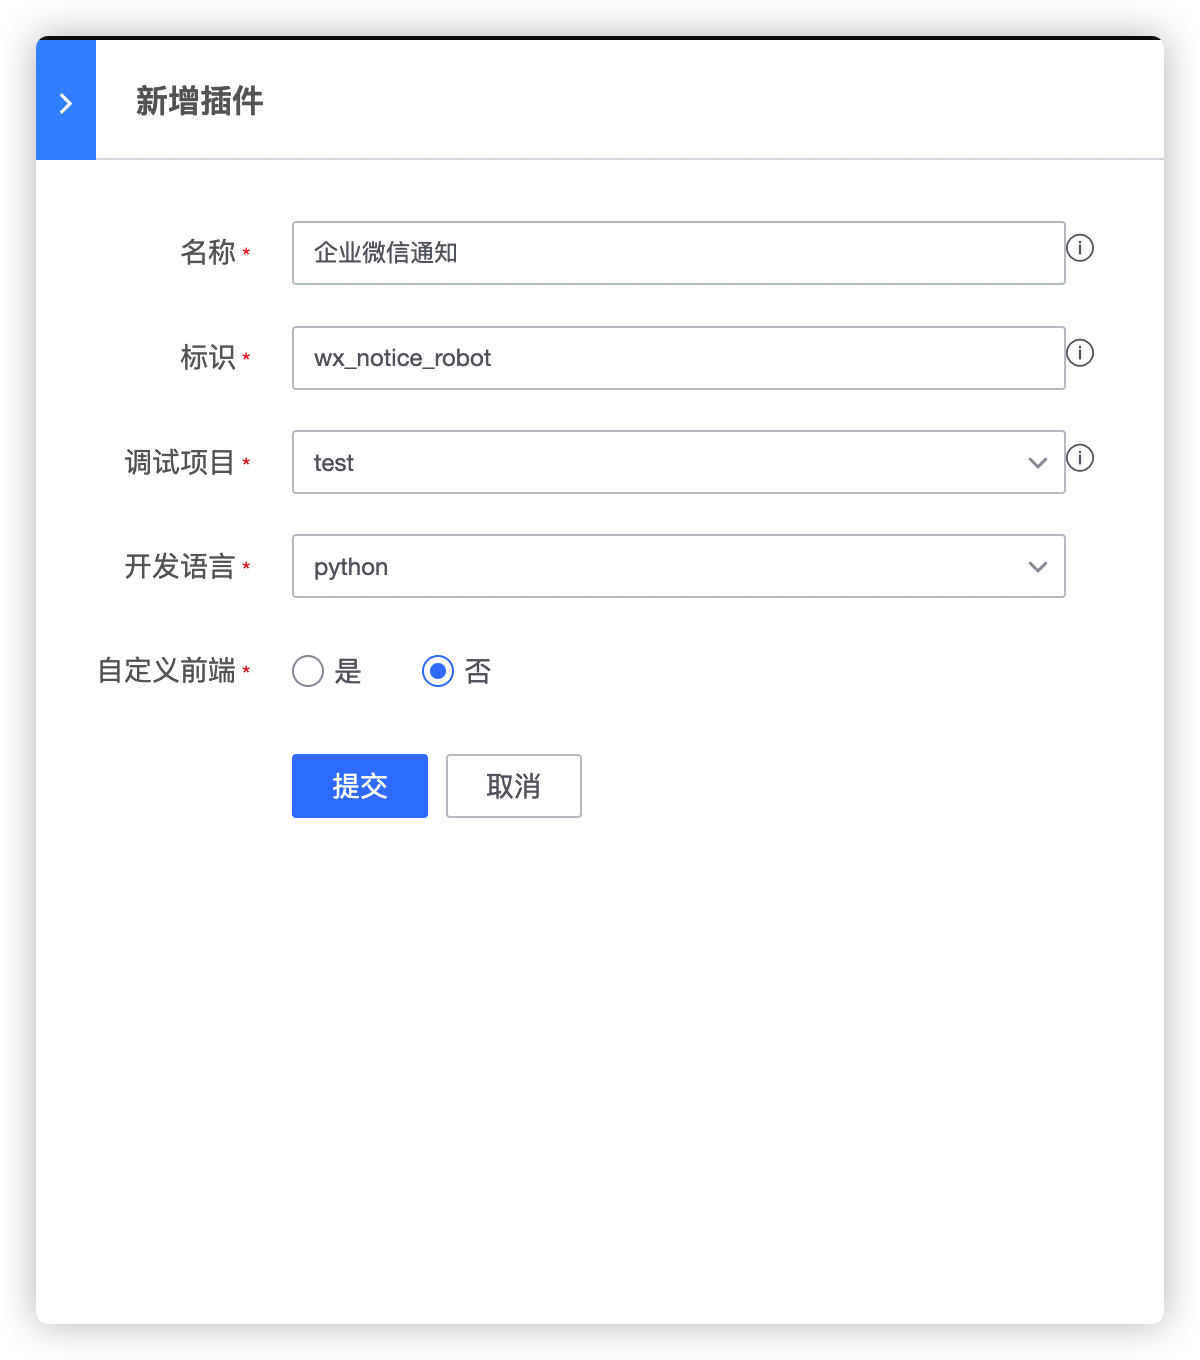 新增插件
名称 *
企业微信通知
标识 *
wx_notice_robot
调试项目 *
test
开发语言 *
python
自定义前端 *
是
否
提交
取消